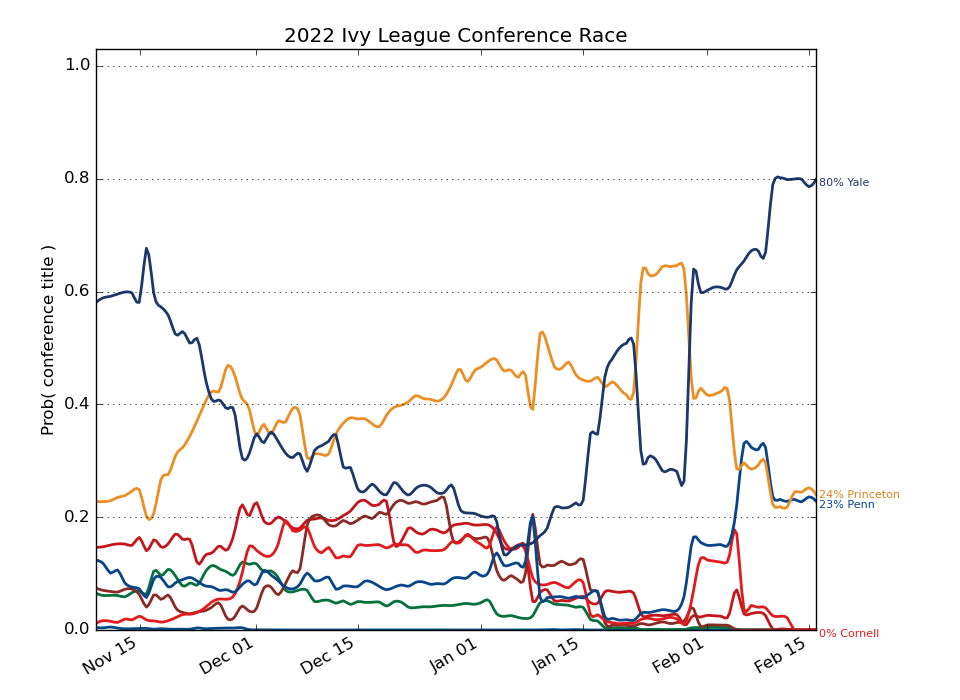 2022 Ivy League Conference Race
Prob( conference title )
1.0
0.8
0.6
0.4
0.2
0.0
80% Yale
24% Princeton
23% Penn
0% Cornell
Nov 15
Dec 01
Dec 15
Jan 01
Jan 15
Feb 01
Feb 15